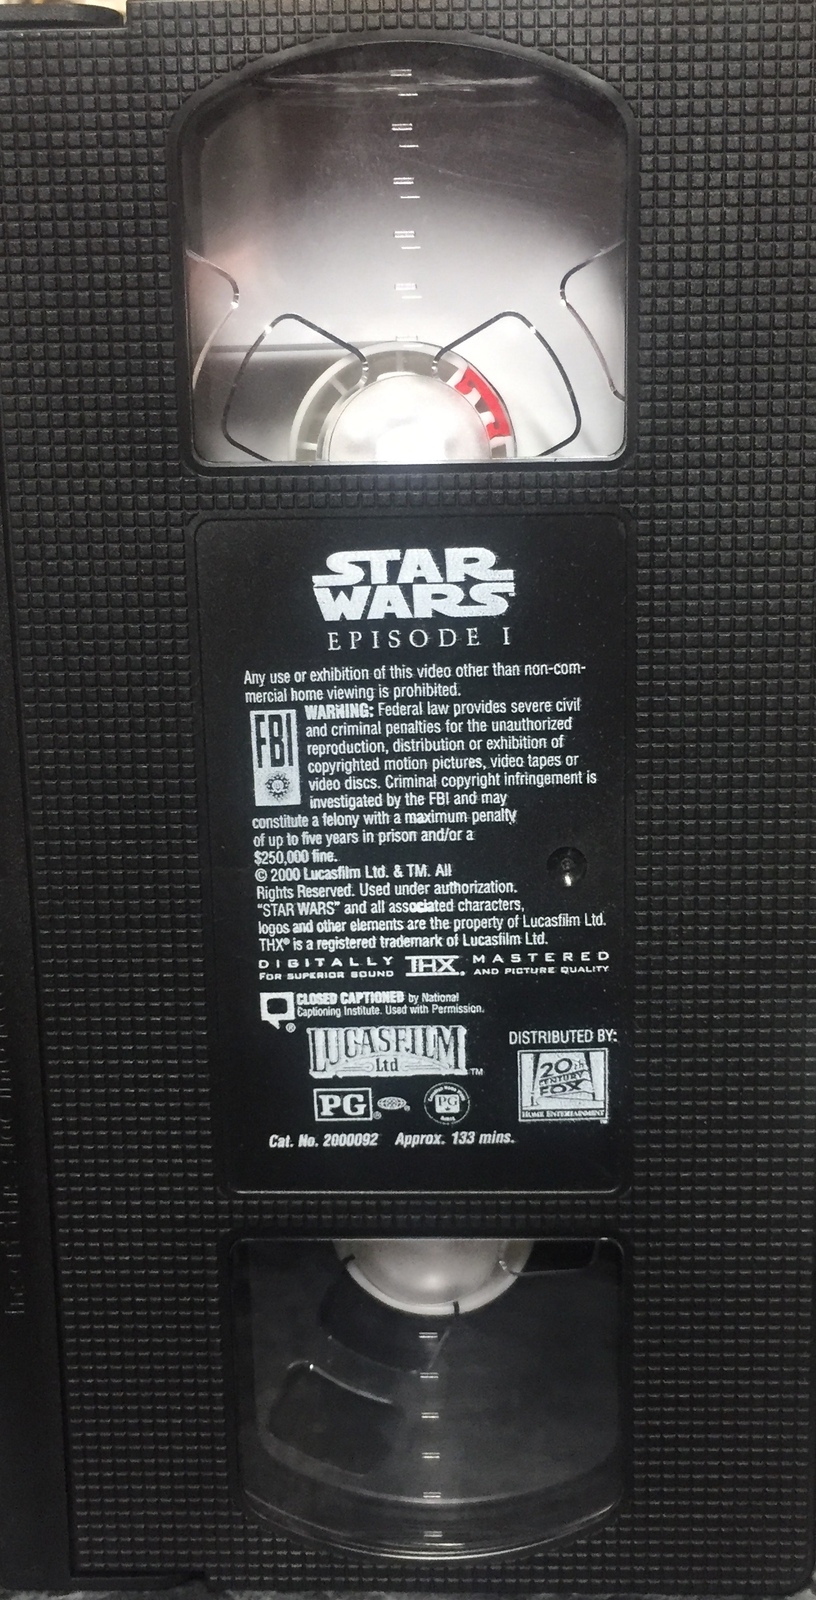 STAR
WARS
EPISODE I
Any use or exhibition of this video other than non-com-
mercial home viewing is prohibited.
FBI
WARNING: Federal law provides severe civil
and criminal penalties for the unauthorized
reproduction, distribution or exhibition of
copyrighted motion pictures, video tapes or
video discs. Criminal copyright infringement is
investigated by the FBI and may
constitute a felony with a maximum penalty
of up to five years in prison and/or a
$250,000 fine.
© 2000 Lucasfilm Ltd. & TM. All
Rights Reserved. Used under authorization.
"STAR WARS" and all associated characters,
logos and other elements are the property of Lucasfilm Ltd.
THX® is a registered trademark of Lucasfilm Ltd.
DIGITALLY THX® MASTERED
FOR SUPERIOR SOUND AND PICTURE QUALITY
CLOSED CAPTIONED by National
Captioning Institute. Used with Permission.
®
LUCASFILM
Ltd ™
DISTRIBUTED BY:
20th
CENTURY
FOX
HOME ENTERTAINMENT
™
PG® PG
Cat. No. 2000092 Approx. 133 mins.